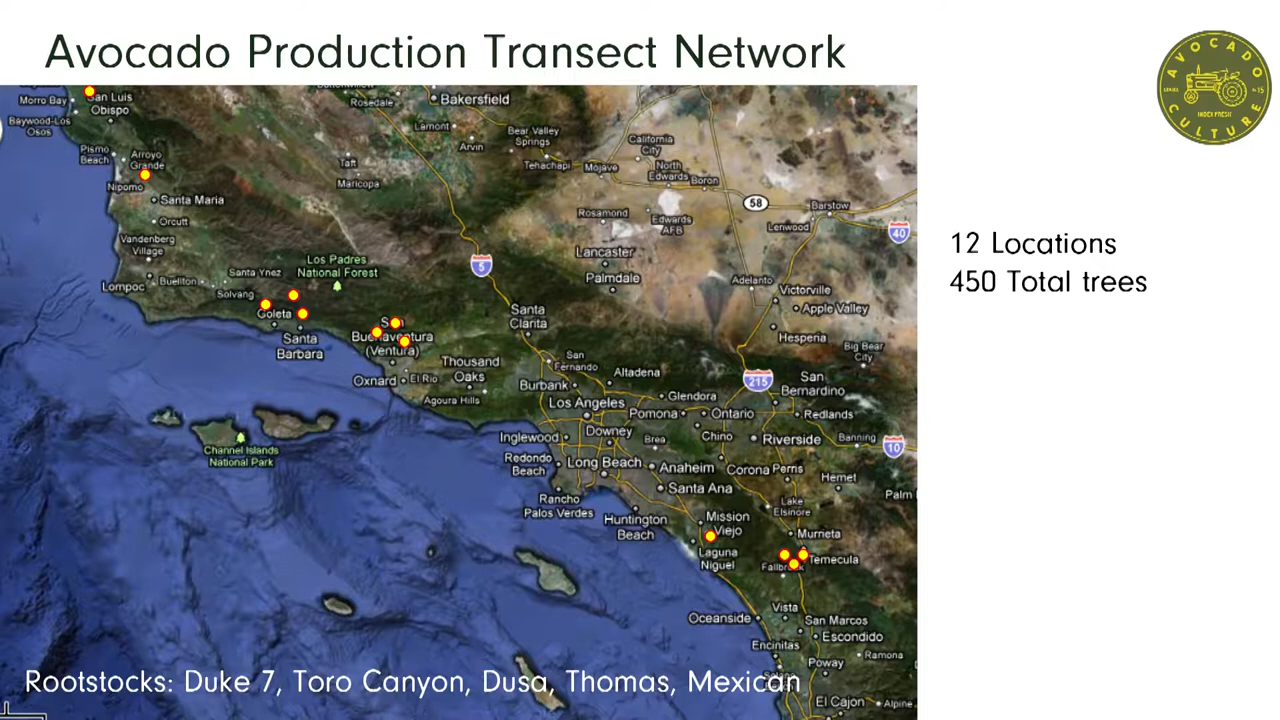 Avocado Production Transect Network
AVOCADO
CULTURE
INDEX FRESH
12 Locations
450 Total trees
San Luis
Obispo
Morro Bay
Baywood-Los
Osos
Pismo
Beach
Arroyo
Grande
Nipomo
Santa Maria
Orcutt
Vandenberg
Village
Lompoc
Buellton
Santa Ynez
Solvang
Los Padres
National Forest
Goleta
Santa
Barbara
San
Buenaventura
(Ventura)
Oxnard
El Rio
Thousand
Oaks
Agoura Hills
Channel Islands
National Park
Rosedale
Bakersfield
Lamont
Arvin
Taft
Maricopa
Bear Valley
Springs
Tehachapi
Mojave
California
City
North
Edwards
Boron
Rosamond
Edwards
AFB
58
Barstow
Lenwood
40
5
Lancaster
Palmdale
Adelanto
Victorville
Apple Valley
Hesperia
Big Bear
City
Santa
Clarita
San
Fernando
Burbank
Altadena
215
San
Bernardino
Los Angeles
Glendora
Pomona
Ontario
Redlands
Inglewood
Downey
Brea
Chino
Riverside
Banning
10
Redondo
Beach
Long Beach
Anaheim
Corona
Perris
Hemet
Santa Ana
Palm
Rancho
Palos Verdes
Huntington
Beach
Mission
Viejo
Lake
Elsinore
Murrieta
Laguna
Niguel
Temecula
Vista
Oceanside
San Marcos
Escondido
Encinitas
Ramona
Poway
El Cajon
Alpine
Rootstocks: Duke 7, Toro Canyon, Dusa, Thomas, Mexican